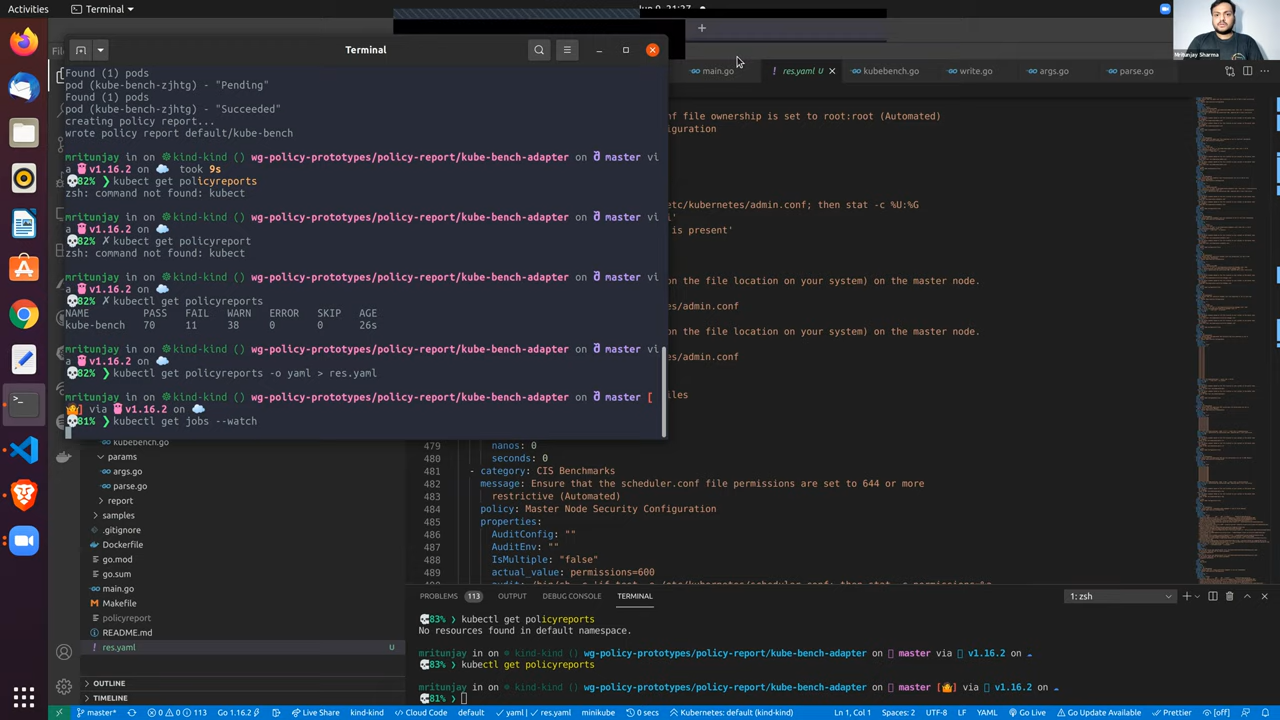 Activities
Terminal
Jun 9, 21:27
Mritunjay Sharma
Terminal
Found (1) pods
pod (kube-bench-zjhtg) - "Pending"
Found (1) pods
pod (kube-bench-zjhtg) - "Succeeded"
creating policy report...
wrote policy report default/kube-bench
mritunjay in on kind-kind () wg-policy-prototypes/policy-report/kube-bench-adapter on master vi
a v1.16.2 on took 9s
82% ❯ kubect get policyreports
zsh: command not found: kubect
mritunjay in on kind-kind () wg-policy-prototypes/policy-report/kube-bench-adapter on master vi
a v1.16.2 on
82% ✗ kubect get policyreports
zsh: command not found: kubect
mritunjay in on kind-kind () wg-policy-prototypes/policy-report/kube-bench-adapter on master vi
a v1.16.2 on
82% ✗ kubectl get policyreports
NAME PASS FAIL WARN ERROR SKIP AGE
kube-bench 70 11 38 0 0
mritunjay in on kind-kind () wg-policy-prototypes/policy-report/kube-bench-adapter on master vi
a v1.16.2 on
82% ❯ kubectl get policyreports -o yaml > res.yaml
mritunjay in on kind-kind () wg-policy-prototypes/policy-report/kube-bench-adapter on master [
] via v1.16.2 on
81% ❯ kubectl get jobs --watch
main.go
res.yaml U
kubebench.go
write.go
args.go
parse.go
f file ownership is set to root:root (Automated)
iguration
etc/kubernetes/admin.conf; then stat -c %U:%G
is present'
on the file location on your system) on the master node.
es/admin.conf
on the file location your system) on the master node.
es/admin.conf
iles
479 nanos: 0
480 seconds: 0
481 - category: CIS Benchmarks
482 message: Ensure that the scheduler.conf file permissions are set to 644 or more
483 restrictive (Automated)
484 policy: Master Node Security Configuration
485 properties:
486 AuditConfig: ""
487 AuditEnv: ""
488 IsMultiple: "false"
489 actual_value: permissions=600
kubebench.go
params
args.go
parse.go
report
samples
.gitignore
Dockerfile
go.mod
go.sum
main.go
Makefile
policyreport
README.md
res.yaml U
OUTLINE
TIMELINE
PROBLEMS 113 OUTPUT DEBUG CONSOLE TERMINAL
1: zsh
83% ❯ kubectl get policyreports
No resources found in default namespace.
mritunjay in on kind-kind () wg-policy-prototypes/policy-report/kube-bench-adapter on master via v1.16.2 on
83% ❯ kubectl get policyreports
mritunjay in on kind-kind () wg-policy-prototypes/policy-report/kube-bench-adapter on master [ ] via v1.16.2 on
81% ❯
master* 0 0 113 Go 1.16.2 Live Share kind-kind Cloud Code yaml | res.yaml minikube 0 secs Kubernetes: default (kind-kind) Ln 1, Col 1 Spaces: 2 UTF-8 LF YAML Go Live Go Update Available Prettier [off]